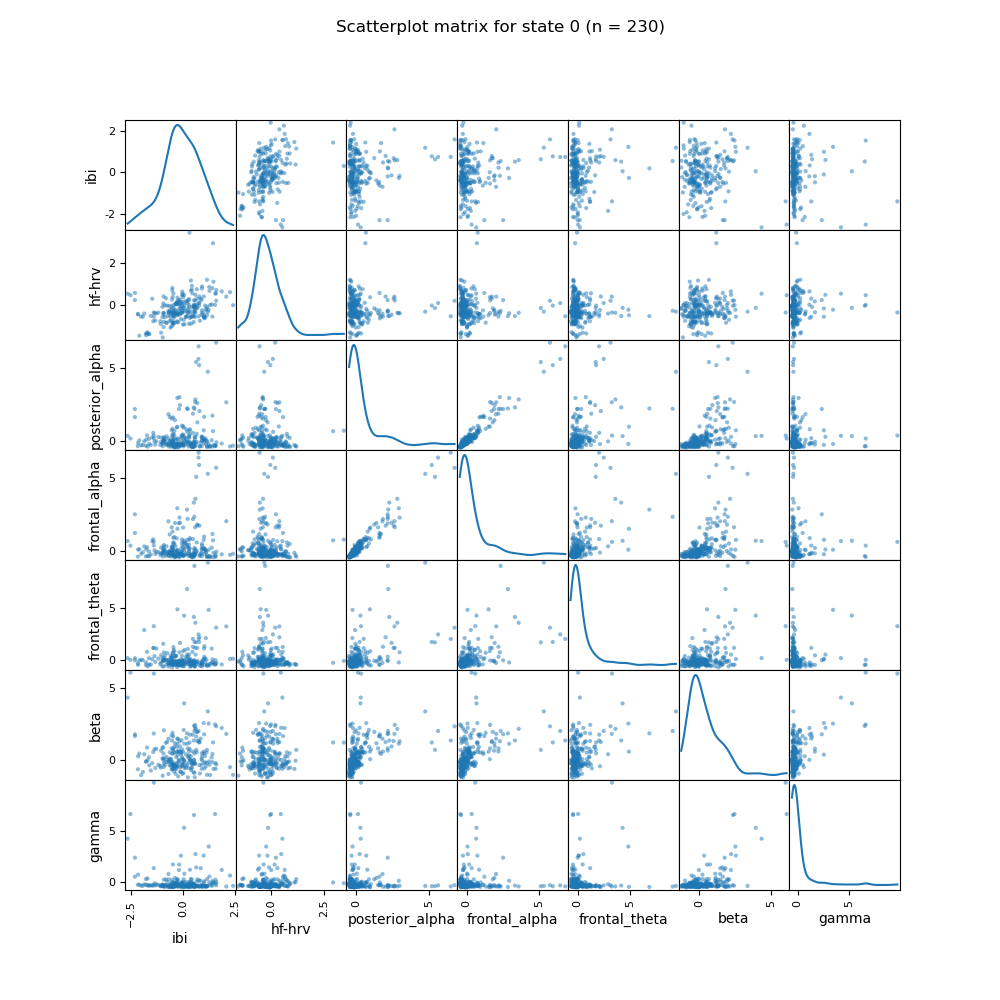 Scatterplot matrix for state 0 (n = 230)
ibi
2
0
-2
hf-hrv
2
0
posterior_alpha
5
0
frontal_alpha
5
0
frontal_theta
5
0
beta
5
0
gamma
5
0
−2.5 0.0 2.5 0.0 2.5 0 5 0 5 0 5 0 5 0 5
ibi hf-hrv posterior_alpha frontal_alpha frontal_theta beta gamma